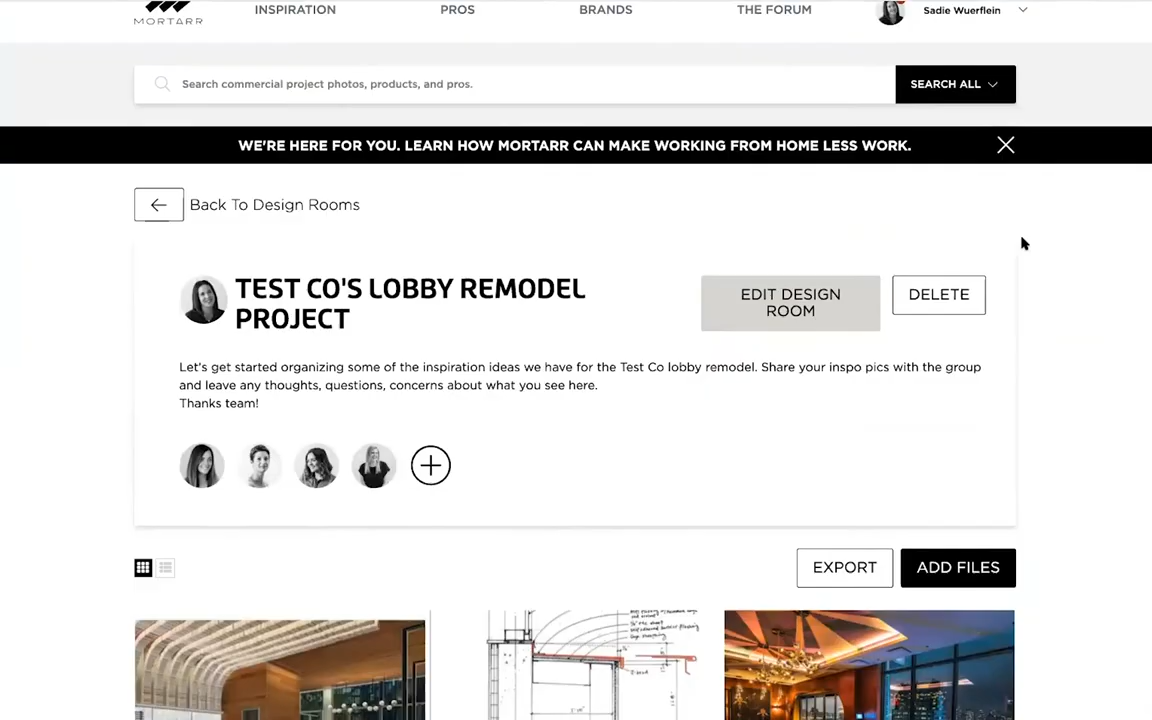 MORTARR
INSPIRATION
PROS
BRANDS
THE FORUM
Sadie Wuerflein
Search commercial project photos, products, and pros.
SEARCH ALL
WE'RE HERE FOR YOU. LEARN HOW MORTARR CAN MAKE WORKING FROM HOME LESS WORK.
Back To Design Rooms
TEST CO'S LOBBY REMODEL
PROJECT
EDIT DESIGN
ROOM
DELETE
Let's get started organizing some of the inspiration ideas we have for the Test Co lobby remodel. Share your inspo pics with the group
and leave any thoughts, questions, concerns about what you see here.
Thanks team!
EXPORT
ADD FILES